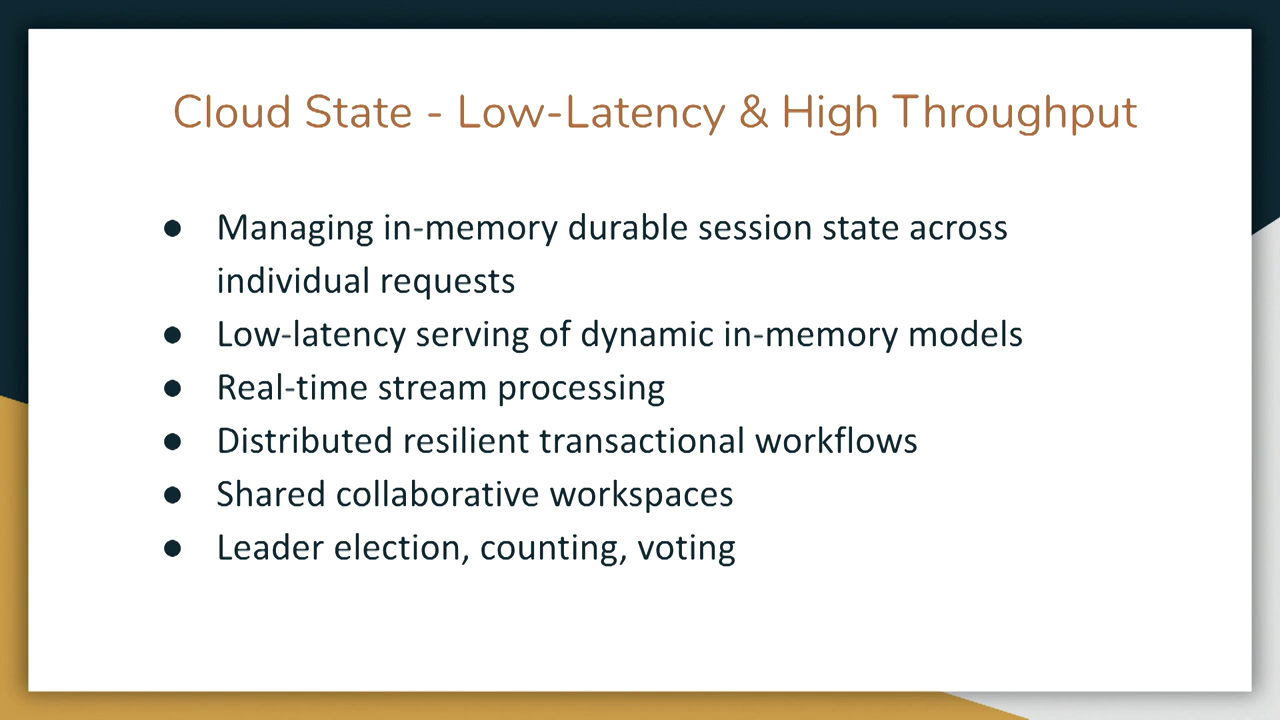 Cloud State - Low-Latency & High Throughput
● Managing in-memory durable session state across
individual requests
● Low-latency serving of dynamic in-memory models
● Real-time stream processing
● Distributed resilient transactional workflows
● Shared collaborative workspaces
● Leader election, counting, voting